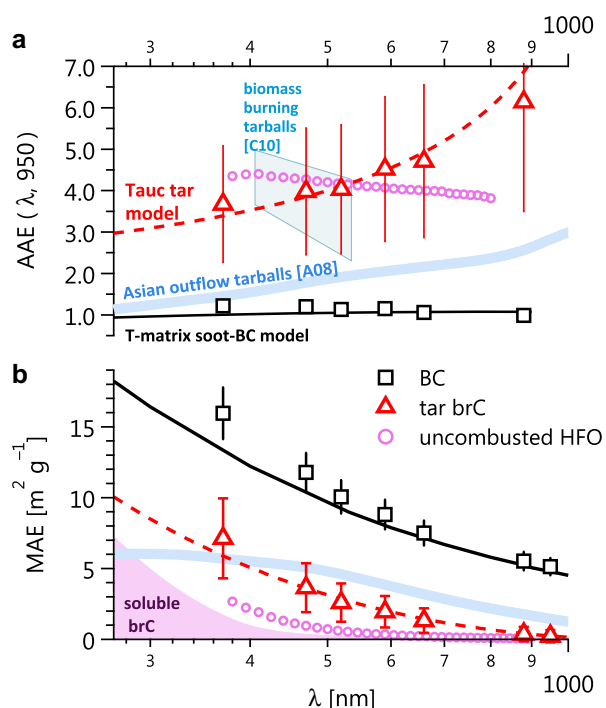 1000
3 4 5 6 7 8 9
a
7.0
6.0
5.0
4.0
3.0
2.0
1.0
AAE (λ, 950)
biomass
burning
tarballs
[C10]
Tauc tar
model
Asian outflow tarballs [A08]
T-matrix soot-BC model
b
15
10
5
0
MAE [m² g⁻¹]
BC
tar brC
uncombusted HFO
soluble
brC
3 4 5 6 7 8 9
1000
λ [nm]